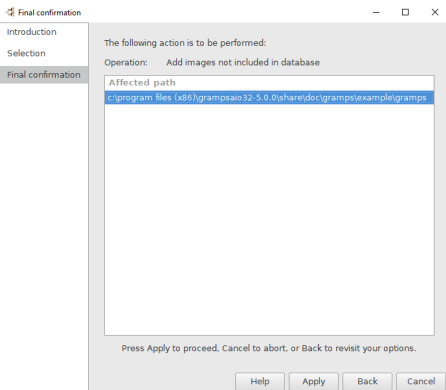 Final confirmation
Introduction
Selection
Final confirmation
The following action is to be performed:
Operation: Add images not included in database
Affected path
c:\program files (x86)\grampsaio32-5.0.0\share\doc\gramps\example\gramps
Press Apply to proceed, Cancel to abort, or Back to revisit your options.
Help Apply Back Cancel